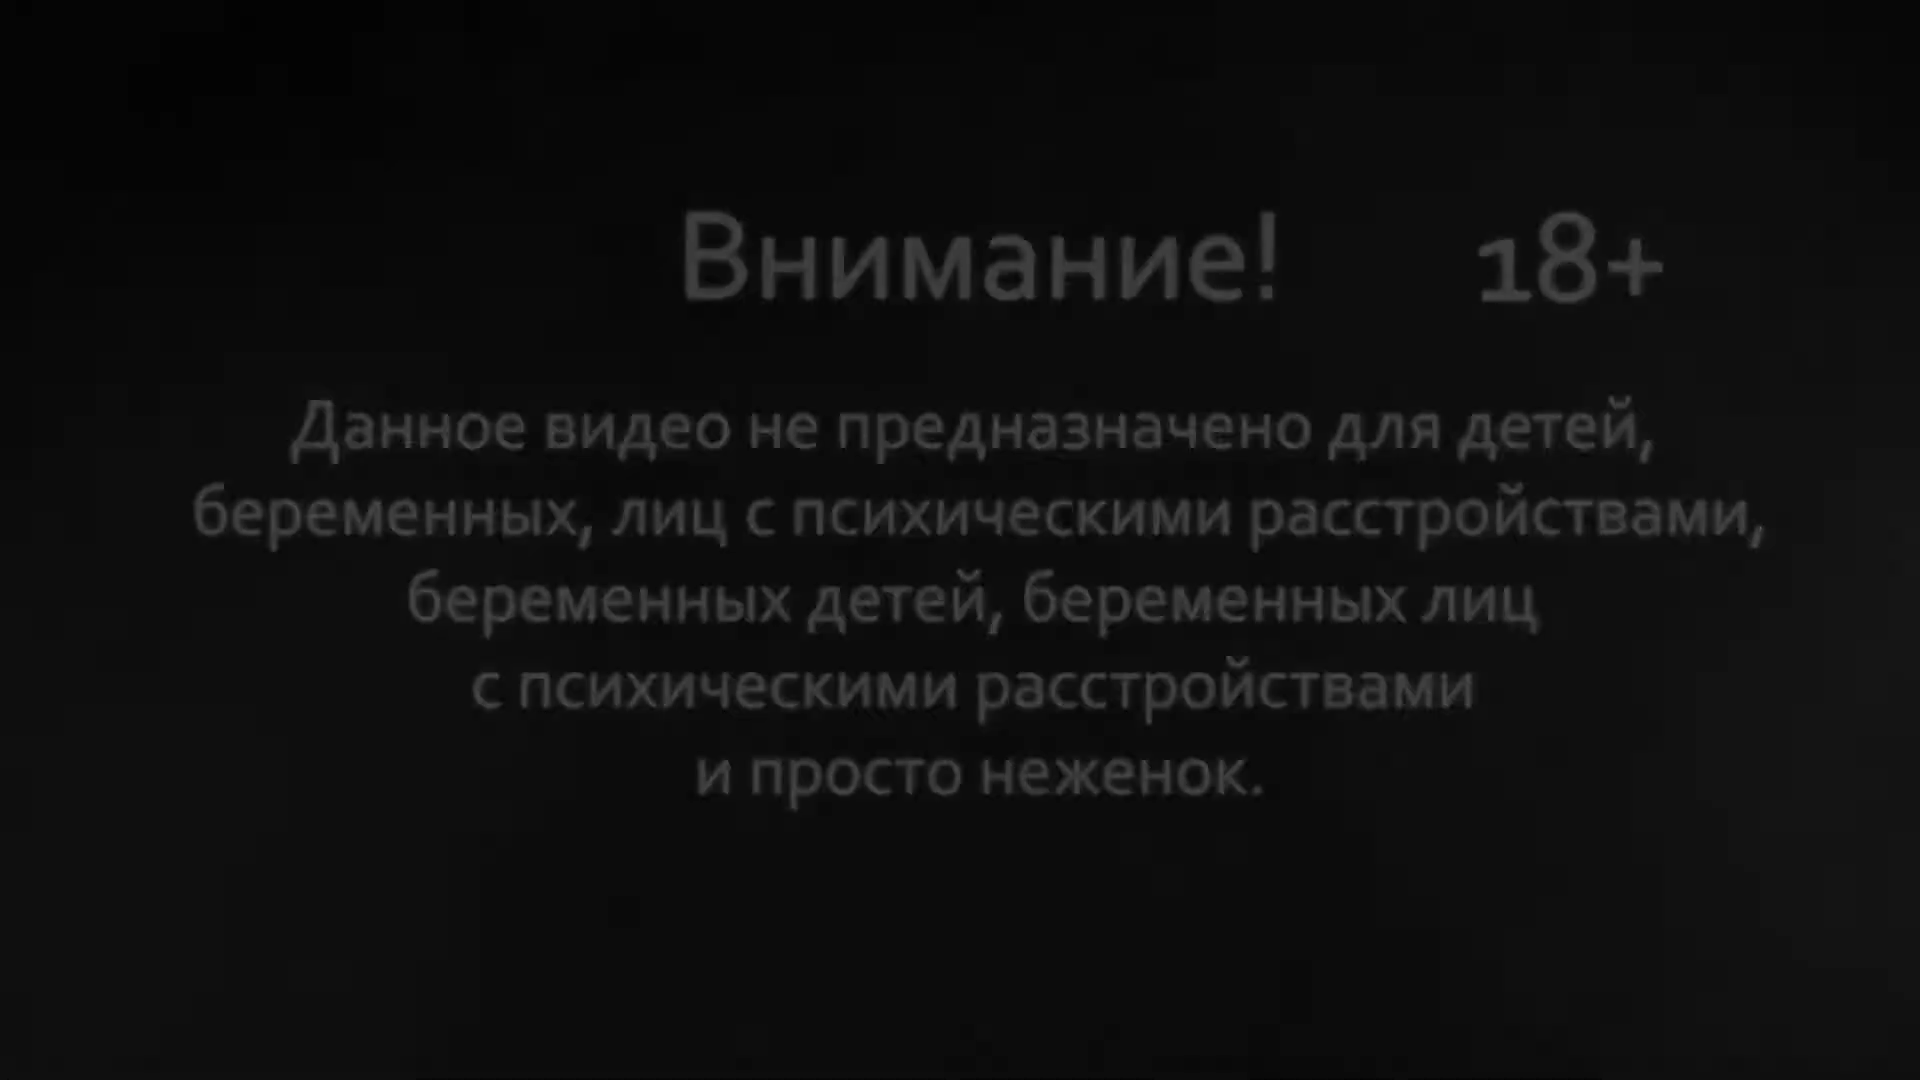 Внимание! 18+
Данное видео не предназначено для детей,
беременных, лиц с психическими расстройствами,
беременных детей, беременных лиц
с психическими расстройствами
и просто неженок.